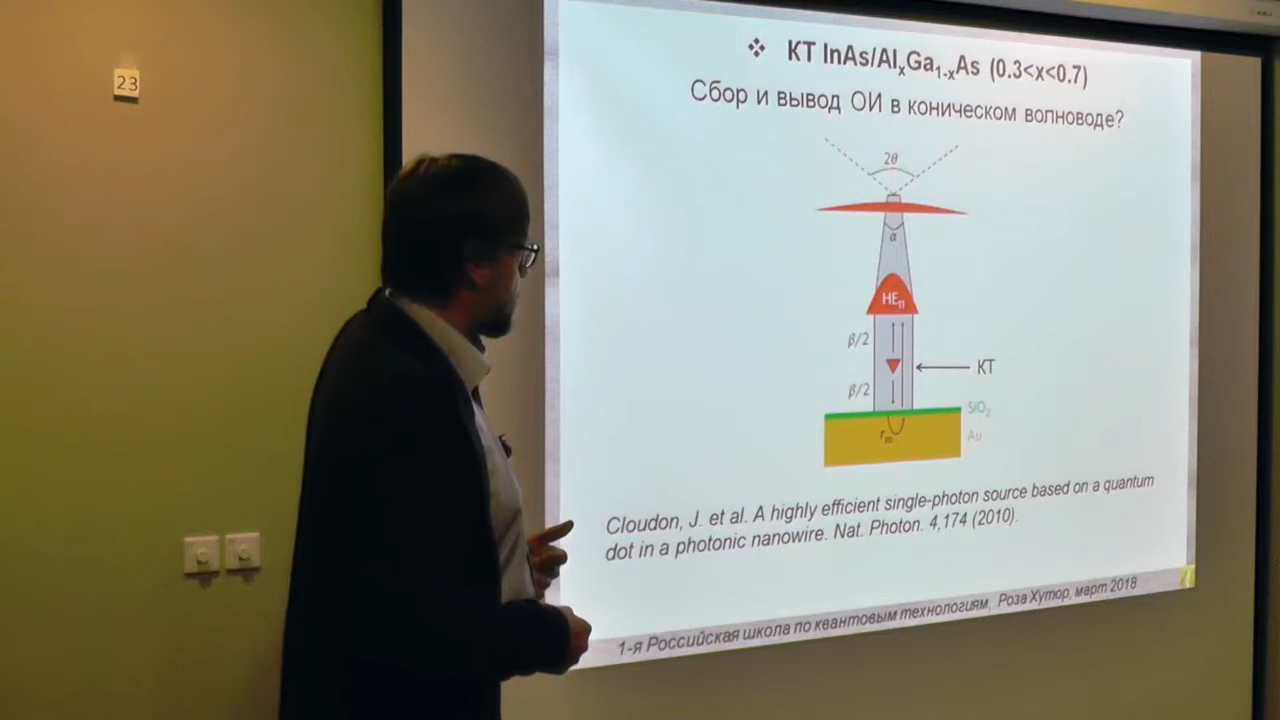 23
❖ КТ InAs/AlxGa1-xAs (0.3<x<0.7)
Сбор и вывод ОИ в коническом волноводе?
2θ
α
HE11
β/2
КТ
β/2
SiO2
rm
Au
Cloudon, J. et al. A highly efficient single-photon source based on a quantum
dot in a photonic nanowire. Nat. Photon. 4,174 (2010).
1-я Российская школа по квантовым технологиям, Роза Хутор, март 2018